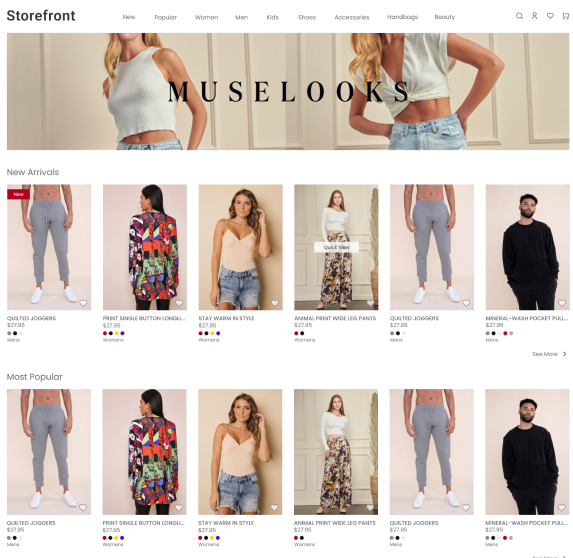 Storefront
New Popular Women Men Kids Shoes Accessories Handbags Beauty
MUSELOOKS
New Arrivals
New
Quick View
QUILTED JOGGERS PRINT SINGLE BUTTON LONGLI... STAY WARM IN STYLE ANIMAL PRINT WIDE LEG PANTS QUILTED JOGGERS MINERAL-WASH POCKET PULL...
$27.95 $27.95 $27.95 $27.95 $27.95 $27.95
Mens Womens Womens Womens Mens Mens
See More
Most Popular
QUILTED JOGGERS PRINT SINGLE BUTTON LONGLI... STAY WARM IN STYLE ANIMAL PRINT WIDE LEG PANTS QUILTED JOGGERS MINERAL-WASH POCKET PULL...
$27.95 $27.95 $27.95 $27.95 $27.95 $27.95
Mens Womens Womens Womens Mens Mens